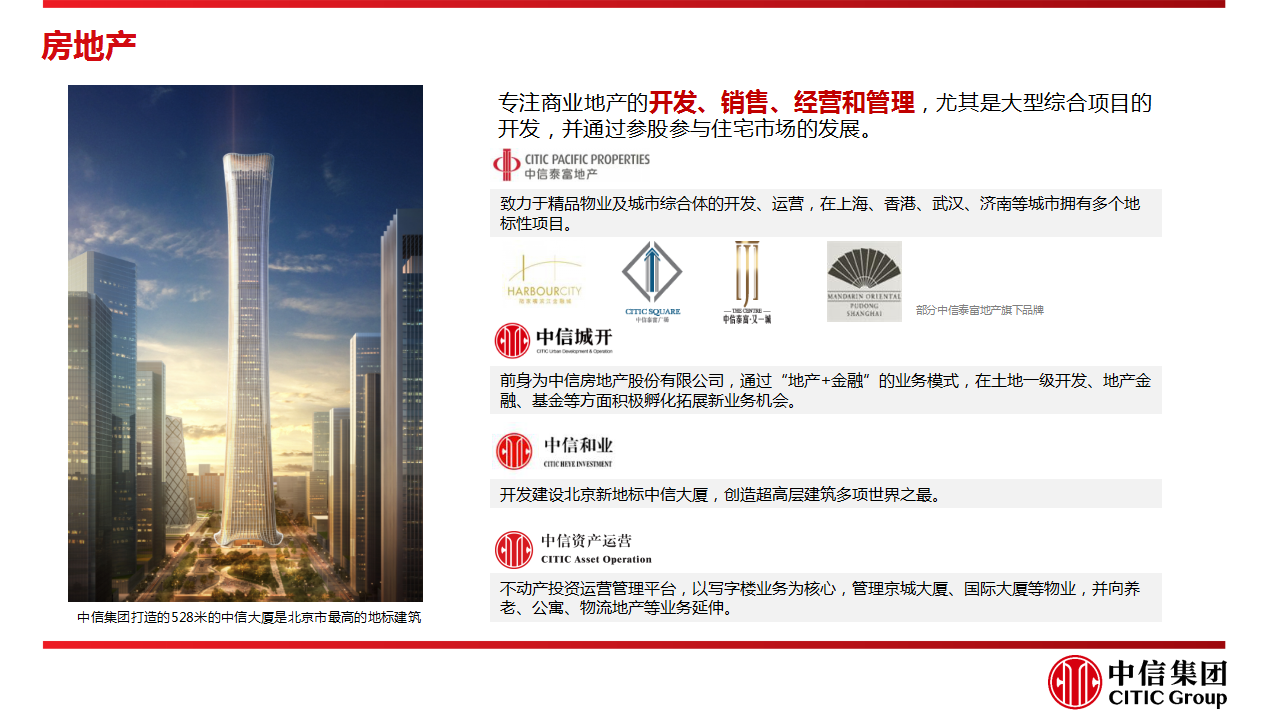 房地产
中信集团打造的528米的中信大厦是北京市最高的地标建筑
专注商业地产的开发、销售、经营和管理，尤其是大型综合项目的
开发，并通过参股参与住宅市场的发展。
CITIC PACIFIC PROPERTIES
中信泰富地产
致力于精品物业及城市综合体的开发、运营，在上海、香港、武汉、济南等城市拥有多个地
标性项目。
HARBOURCITY
CITIC SQUARE
中信泰富广场
THE CENTRE
中信泰富·又一城
MANDARIN ORIENTAL
PUDONG
SHANGHAI
部分中信泰富地产旗下品牌
中信城开
CITIC Urban Development & Operation
前身为中信房地产股份有限公司，通过“地产+金融”的业务模式，在土地一级开发、地产金
融、基金等方面积极孵化拓展新业务机会。
中信和业
CITIC HEYE INVESTMENT
开发建设北京新地标中信大厦，创造超高层建筑多项世界之最。
中信资产运营
CITIC Asset Operation
不动产投资运营管理平台，以写字楼业务为核心，管理京城大厦、国际大厦等物业，并向养
老、公寓、物流地产等业务延伸。
中信集团
CITIC Group